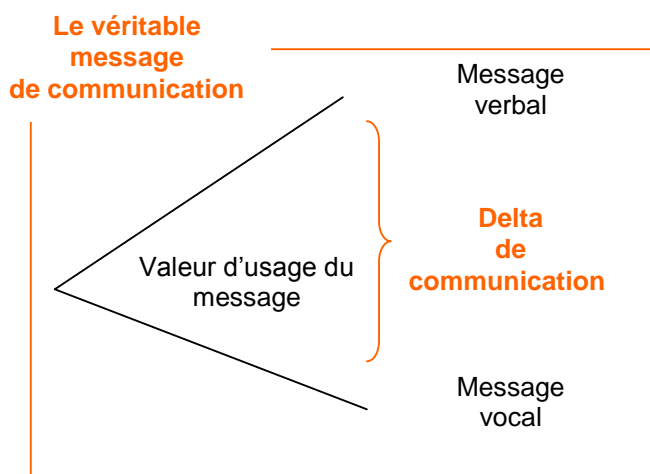 Le véritable
message
de communication
Message
verbal
Delta
de
communication
Valeur d’usage du
message
Message
vocal